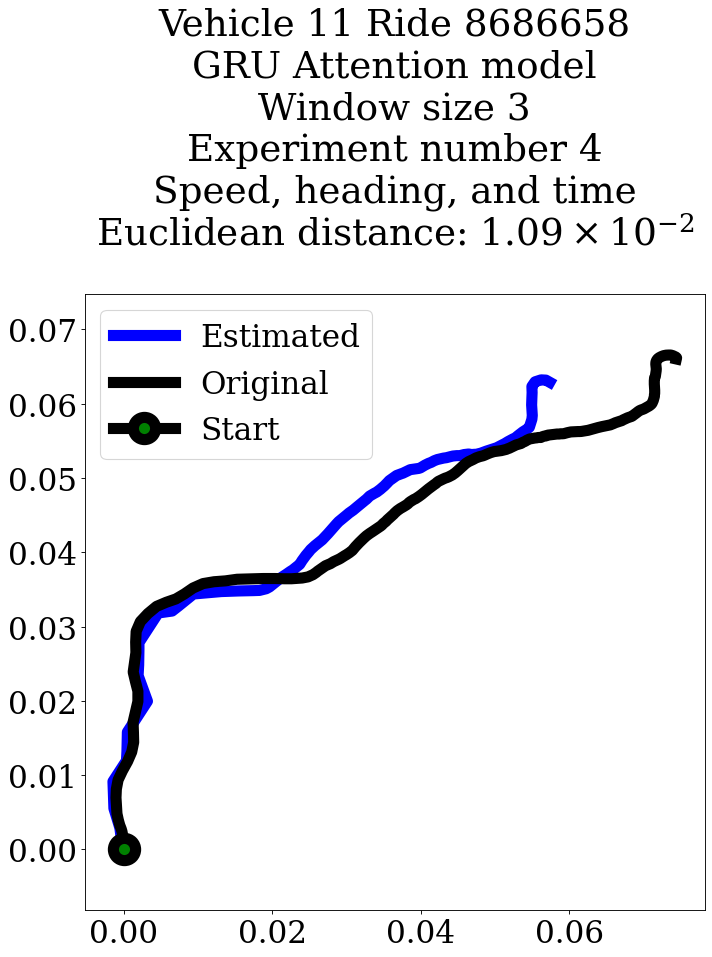 Vehicle 11 Ride 8686658
GRU Attention model
Window size 3
Experiment number 4
Speed, heading, and time
Euclidean distance: 1.09 × 10⁻²
Estimated
Original
Start
0.07
0.06
0.05
0.04
0.03
0.02
0.01
0.00
0.00 0.02 0.04 0.06